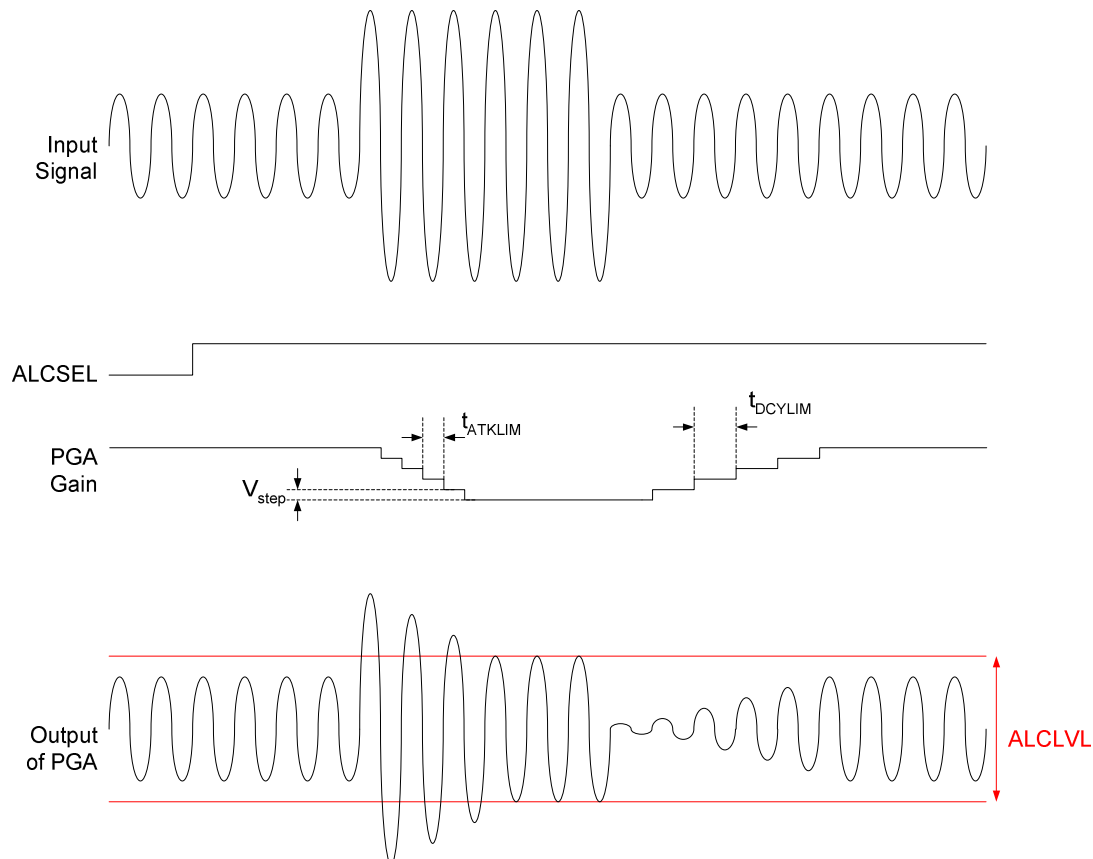 Input
Signal
ALCSEL
tATKLIM
tDCYLIM
PGA
Gain
Vstep
Output
of PGA
ALCLVL